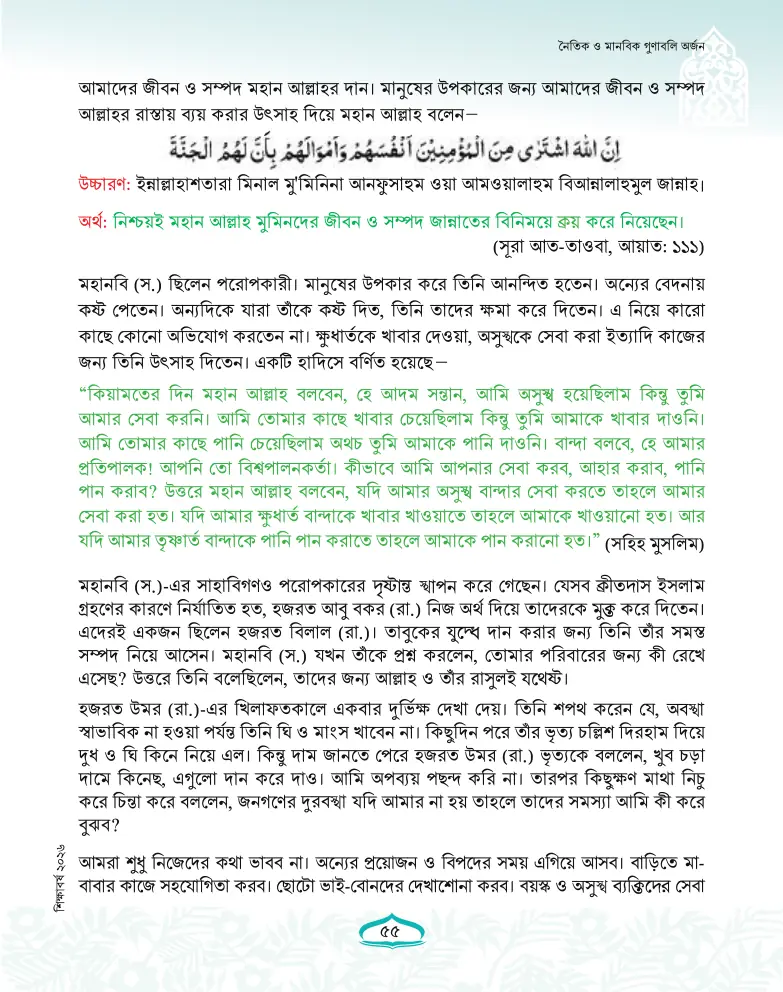 নৈতিক ও মানবিক গুণাবলি অর্জন
আমাদের জীবন ও সম্পদ মহান আল্লাহর দান। মানুষের উপকারের জন্য আমাদের জীবন ও সম্পদ
আল্লাহর রাস্তায় ব্যয় করার উৎসাহ দিয়ে মহান আল্লাহ বলেন–
اِنَّ اللهَ اشْتَرٰى مِنَ الْمُؤْمِنِيْنَ اَنْفُسَهُمْ وَاَمْوَالَهُمْ بِاَنَّ لَهُمُ الْجَنَّةَ
উচ্চারণ: ইন্নাল্লাহাশতারা মিনাল মু'মিনিনা আনফুসাহুম ওয়া আমওয়ালাহুম বিআন্নালাহুমুল জান্নাহ।
অর্থ: নিশ্চয়ই মহান আল্লাহ মুমিনদের জীবন ও সম্পদ জান্নাতের বিনিময়ে ক্রয় করে নিয়েছেন।
(সূরা আত-তাওবা, আয়াত: ১১১)
মহানবি (স.) ছিলেন পরোপকারী। মানুষের উপকার করে তিনি আনন্দিত হতেন। অন্যের বেদনায়
কষ্ট পেতেন। অন্যদিকে যারা তাঁকে কষ্ট দিত, তিনি তাদের ক্ষমা করে দিতেন। এ নিয়ে কারো
কাছে কোনো অভিযোগ করতেন না। ক্ষুধার্তকে খাবার দেওয়া, অসুস্থকে সেবা করা ইত্যাদি কাজের
জন্য তিনি উৎসাহ দিতেন। একটি হাদিসে বর্ণিত হয়েছে–
“কিয়ামতের দিন মহান আল্লাহ বলবেন, হে আদম সন্তান, আমি অসুস্থ হয়েছিলাম কিন্তু তুমি
আমার সেবা করনি। আমি তোমার কাছে খাবার চেয়েছিলাম কিন্তু তুমি আমাকে খাবার দাওনি।
আমি তোমার কাছে পানি চেয়েছিলাম অথচ তুমি আমাকে পানি দাওনি। বান্দা বলবে, হে আমার
প্রতিপালক! আপনি তো বিশ্বপালনকর্তা। কীভাবে আমি আপনার সেবা করব, আহার করাব, পানি
পান করাব? উত্তরে মহান আল্লাহ বলবেন, যদি আমার অসুস্থ বান্দার সেবা করতে তাহলে আমার
সেবা করা হত। যদি আমার ক্ষুধার্ত বান্দাকে খাবার খাওয়াতে তাহলে আমাকে খাওয়ানো হত। আর
যদি আমার তৃষ্ণার্ত বান্দাকে পানি পান করাতে তাহলে আমাকে পান করানো হত।” (সহিহ মুসলিম)
মহানবি (স.)-এর সাহাবিগণও পরোপকারের দৃষ্টান্ত স্থাপন করে গেছেন। যেসব ক্রীতদাস ইসলাম
গ্রহণের কারণে নির্যাতিত হত, হজরত আবু বকর (রা.) নিজ অর্থ দিয়ে তাদেরকে মুক্ত করে দিতেন।
এদেরই একজন ছিলেন হজরত বিলাল (রা.)। তাবুকের যুদ্ধে দান করার জন্য তিনি তাঁর সমস্ত
সম্পদ নিয়ে আসেন। মহানবি (স.) যখন তাঁকে প্রশ্ন করলেন, তোমার পরিবারের জন্য কী রেখে
এসেছ? উত্তরে তিনি বলেছিলেন, তাদের জন্য আল্লাহ ও তাঁর রাসুলই যথেষ্ট।
হজরত উমর (রা.)-এর খিলাফতকালে একবার দুর্ভিক্ষ দেখা দেয়। তিনি শপথ করেন যে, অবস্থা
স্বাভাবিক না হওয়া পর্যন্ত তিনি ঘি ও মাংস খাবেন না। কিছুদিন পরে তাঁর ভৃত্য চল্লিশ দিরহাম দিয়ে
দুধ ও ঘি কিনে নিয়ে এল। কিন্তু দাম জানতে পেরে হজরত উমর (রা.) ভৃত্যকে বললেন, খুব চড়া
দামে কিনেছ, এগুলো দান করে দাও। আমি অপব্যয় পছন্দ করি না। তারপর কিছুক্ষণ মাথা নিচু
করে চিন্তা করে বললেন, জনগণের দুরবস্থা যদি আমার না হয় তাহলে তাদের সমস্যা আমি কী করে
বুঝব?
আমরা শুধু নিজেদের কথা ভাবব না। অন্যের প্রয়োজন ও বিপদের সময় এগিয়ে আসব। বাড়িতে মা-
বাবার কাজে সহযোগিতা করব। ছোটো ভাই-বোনদের দেখাশোনা করব। বয়স্ক ও অসুস্থ ব্যক্তিদের সেবা
শিক্ষাবর্ষ ২০২৬
৫৫